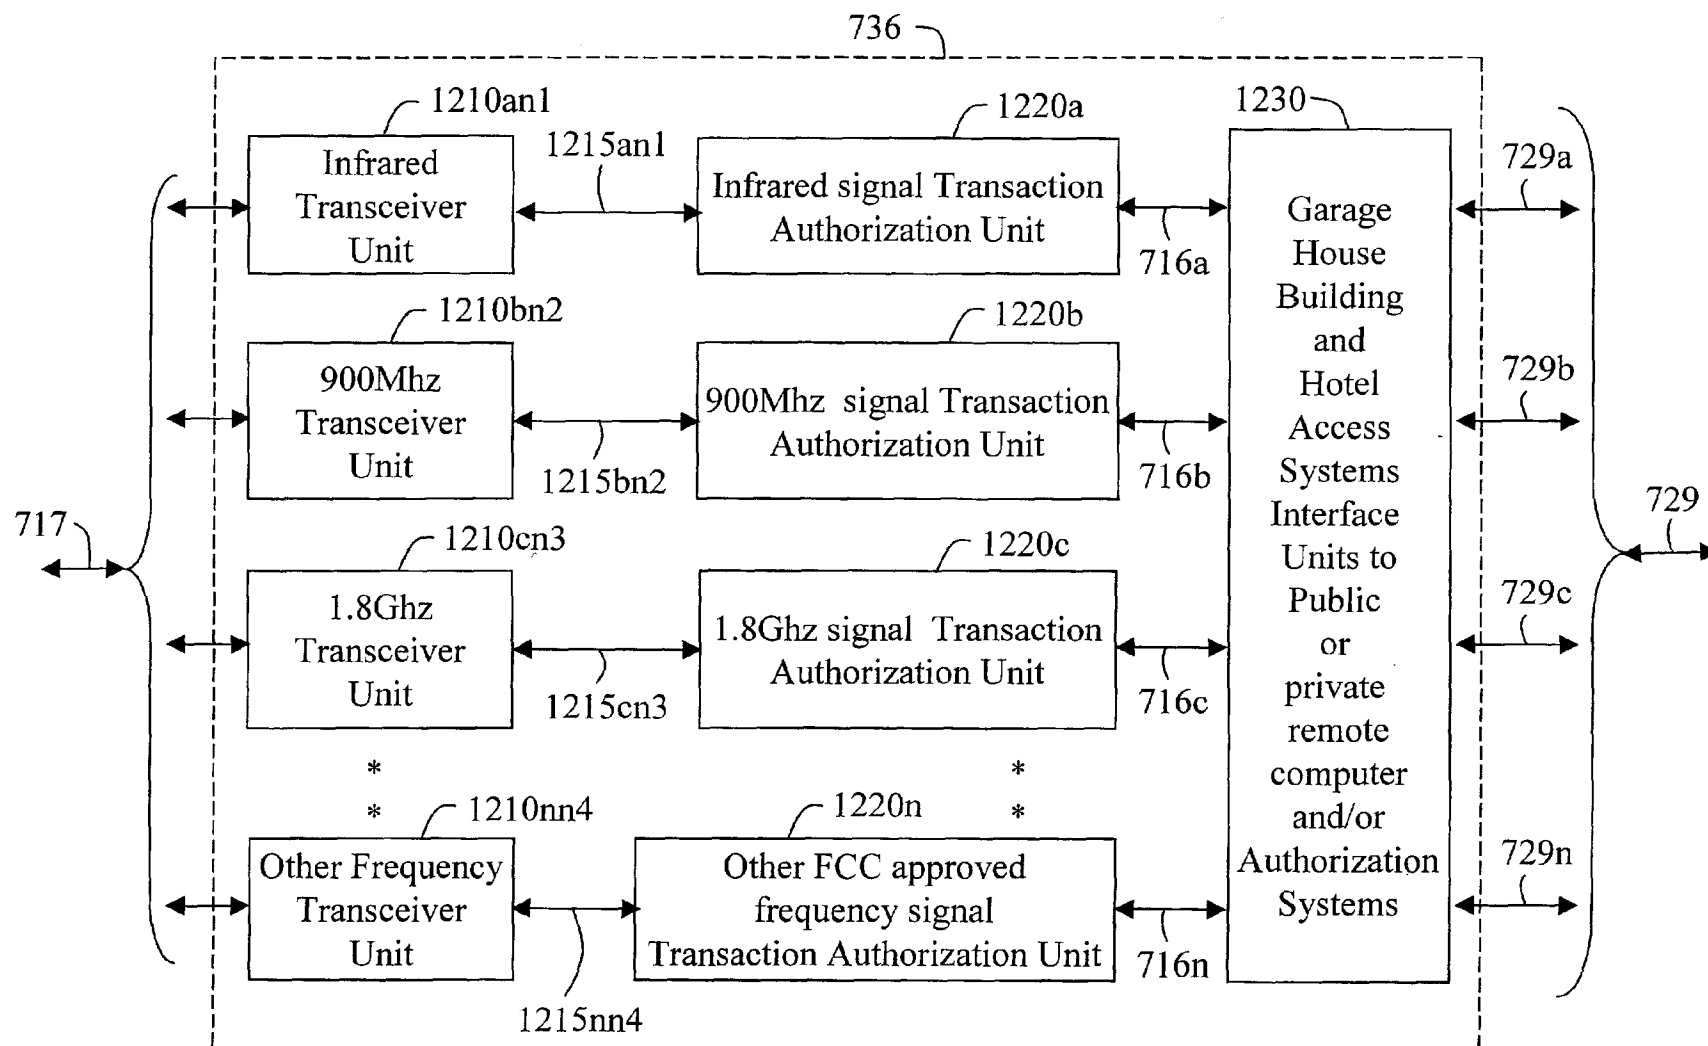 736
1210an1
1220a
1230
Infrared
Transceiver
Unit
1215an1
Infrared signal Transaction
Authorization Unit
716a
729a
1210bn2
1220b
900Mhz
Transceiver
Unit
1215bn2
900Mhz signal Transaction
Authorization Unit
716b
729b
717
1210cn3
1220c
729
1.8Ghz
Transceiver
Unit
1215cn3
1.8Ghz signal Transaction
Authorization Unit
716c
729c
* *
* *
1210nn4
1220n
Other Frequency
Transceiver
Unit
1215nn4
Other FCC approved
frequency signal
Transaction Authorization Unit
716n
729n
Garage
House
Building
and
Hotel
Access
Systems
Interface
Units to
Public
or
private
remote
computer
and/or
Authorization
Systems